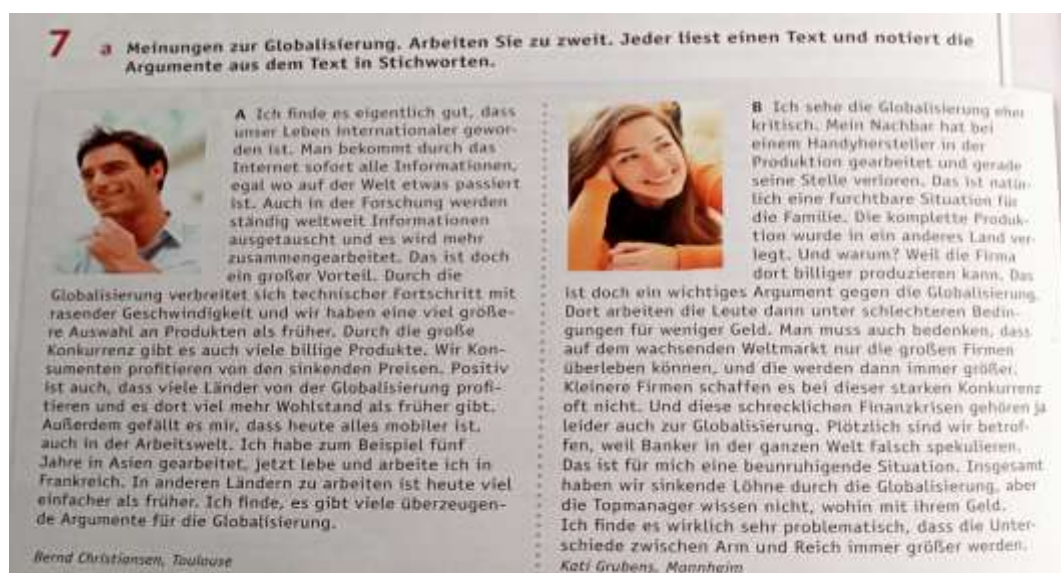 7 a Meinungen zur Globalisierung. Arbeiten Sie zu zweit. Jeder liest einen Text und notiert die
Argumente aus dem Text in Stichworten.
A Ich finde es eigentlich gut, dass
unser Leben internationaler gewor-
den ist. Man bekommt durch das
Internet sofort alle Informationen,
egal wo auf der Welt etwas passiert
ist. Auch in der Forschung werden
ständig weltweit Informationen
ausgetauscht und es wird mehr
zusammengearbeitet. Das ist doch
ein großer Vorteil. Durch die
Globalisierung verbreitet sich technischer Fortschritt mit
rasender Geschwindigkeit und wir haben eine viel größe-
re Auswahl an Produkten als früher. Durch die große
Konkurrenz gibt es auch viele billige Produkte. Wir Kon-
sumenten profitieren von den sinkenden Preisen. Positiv
ist auch, dass viele Länder von der Globalisierung profi-
tieren und es dort viel mehr Wohlstand als früher gibt.
Außerdem gefällt es mir, dass heute alles mobiler ist,
auch in der Arbeitswelt. Ich habe zum Beispiel fünf
Jahre in Asien gearbeitet, jetzt lebe und arbeite ich in
Frankreich. In anderen Ländern zu arbeiten ist heute viel
einfacher als früher. Ich finde, es gibt viele überzeugen-
de Argumente für die Globalisierung.
Bernd Christiansen, Toulouse
B Ich sehe die Globalisierung eher
kritisch. Mein Nachbar hat bei
einem Handyhersteller in der
Produktion gearbeitet und gerade
seine Stelle verloren. Das ist natür-
lich eine furchtbare Situation für
die Familie. Die komplette Produk-
tion wurde in ein anderes Land ver-
legt. Und warum? Weil die Firma
dort billiger produzieren kann. Das
ist doch ein wichtiges Argument gegen die Globalisierung.
Dort arbeiten die Leute dann unter schlechteren Bedin-
gungen für weniger Geld. Man muss auch bedenken, dass
auf dem wachsenden Weltmarkt nur die großen Firmen
überleben können, und die werden dann immer größer.
Kleinere Firmen schaffen es bei dieser starken Konkurrenz
oft nicht. Und diese schrecklichen Finanzkrisen gehören ja
leider auch zur Globalisierung. Plötzlich sind wir betrof-
fen, weil Banker in der ganzen Welt falsch spekulieren.
Das ist für mich eine beunruhigende Situation. Insgesamt
haben wir sinkende Löhne durch die Globalisierung, aber
die Topmanager wissen nicht, wohin mit ihrem Geld.
Ich finde es wirklich sehr problematisch, dass die Unter-
schiede zwischen Arm und Reich immer größer werden.
Kati Grubens, Mannheim